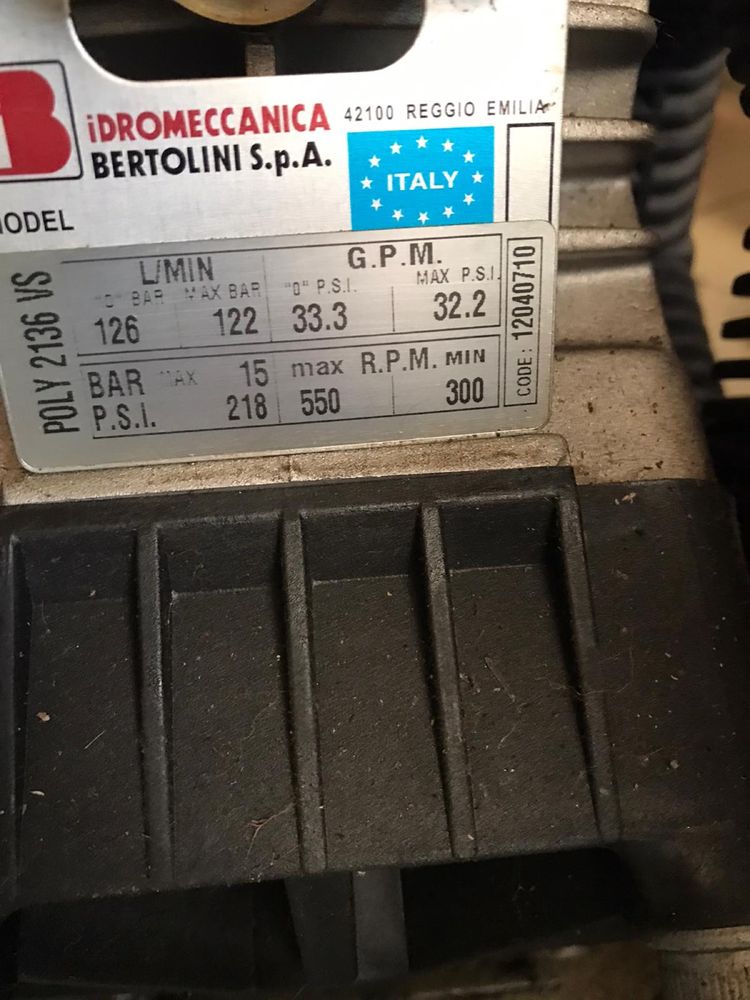 B
iDROMECCANICA
BERTOLINI S.p.A.
42100 REGGIO EMILIA
ITALY
MODEL
POLY 2136 VS
L/MIN G.P.M.
"0" BAR MAX BAR "0" P.S.I. MAX P.S.I.
126 122 33.3 32.2
BAR MAX 15 max R.P.M. MIN
P.S.I. 218 550 300
CODE: 12040710